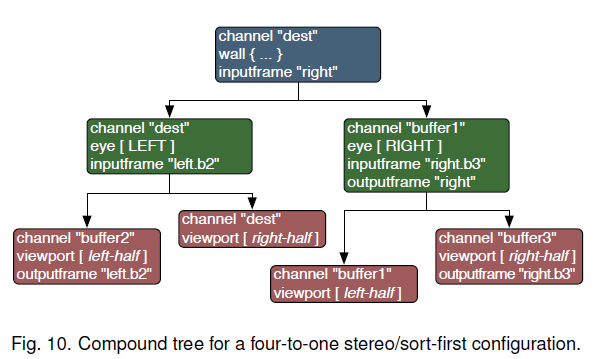 channel "dest"
wall { ... }
inputframe "right"
channel "dest"
eye [ LEFT ]
inputframe "left.b2"
channel "buffer1"
eye [ RIGHT ]
inputframe "right.b3"
outputframe "right"
channel "buffer2"
viewport [ left-half ]
outputframe "left.b2"
channel "dest"
viewport [ right-half ]
channel "buffer1"
viewport [ left-half ]
channel "buffer3"
viewport [ right-half ]
outputframe "right.b3"
Fig. 10. Compound tree for a four-to-one stereo/sort-first configuration.